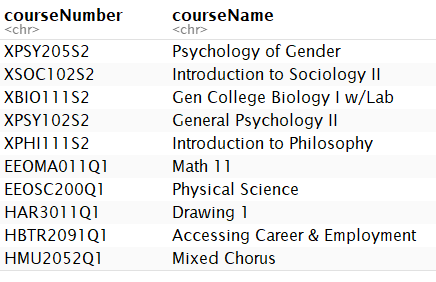 courseNumber courseName
<chr> <chr>
XPSY205S2 Psychology of Gender
XSOC102S2 Introduction to Sociology II
XBIO111S2 Gen College Biology I w/Lab
XPSY102S2 General Psychology II
XPHI111S2 Introduction to Philosophy
EEOMA011Q1 Math 11
EEOSC200Q1 Physical Science
HAR3011Q1 Drawing 1
HBTR2091Q1 Accessing Career & Employment
HMU2052Q1 Mixed Chorus